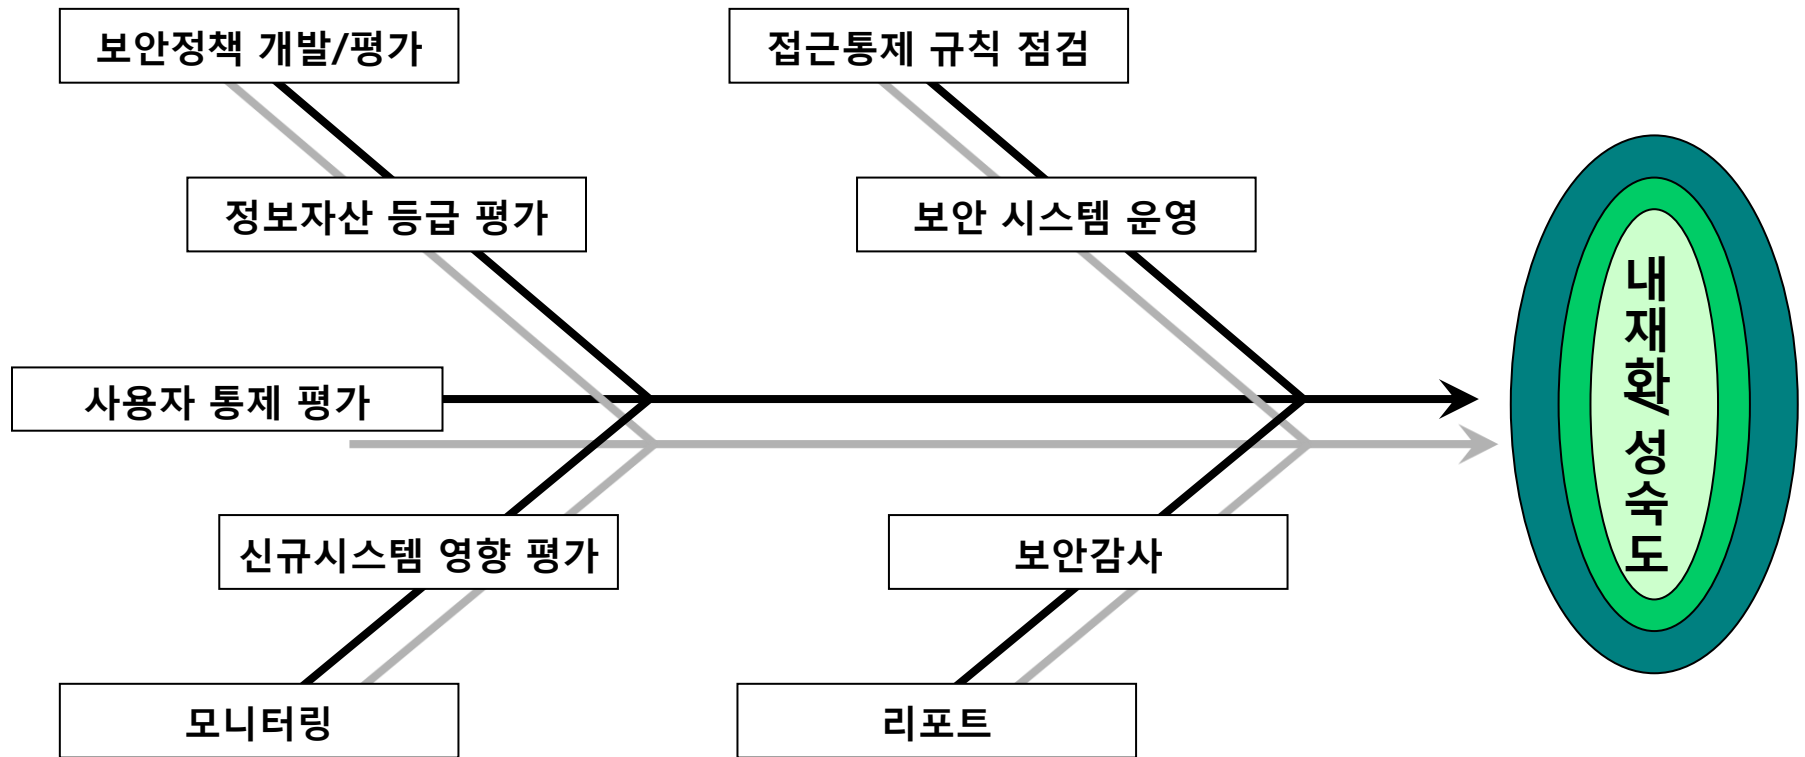 보안정책 개발/평가
접근통제 규칙 점검
정보자산 등급 평가
보안 시스템 운영
사용자 통제 평가
신규시스템 영향 평가
보안감사
모니터링
리포트
내재화/성숙도